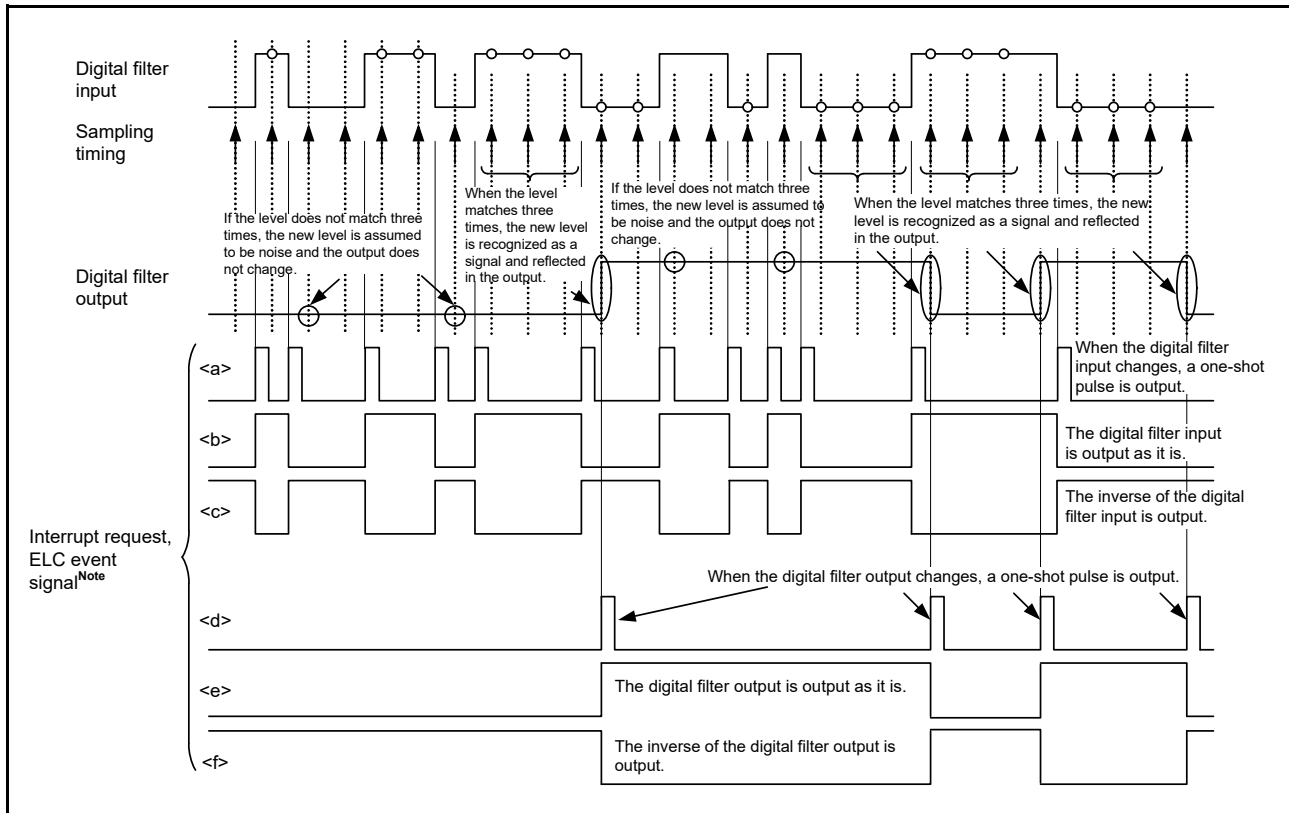 Digital filter
input
Sampling
timing
If the level does not match three
times, the new level is assumed
to be noise and the output does
not change.
When the level
matches three
times, the new level
is recognized as a
signal and reflected
in the output.
If the level does not match three
times, the new level is assumed to
be noise and the output does not
change.
When the level matches three times, the new
level is recognized as a signal and reflected
in the output.
Digital filter
output
<a>
When the digital filter
input changes, a one-shot
pulse is output.
<b>
The digital filter input
is output as it is.
<c>
The inverse of the digital
filter input is output.
Interrupt request,
ELC event
signalNote
When the digital filter output changes, a one-shot pulse is output.
<d>
<e>
The digital filter output is output as it is.
<f>
The inverse of the digital filter output is
output.